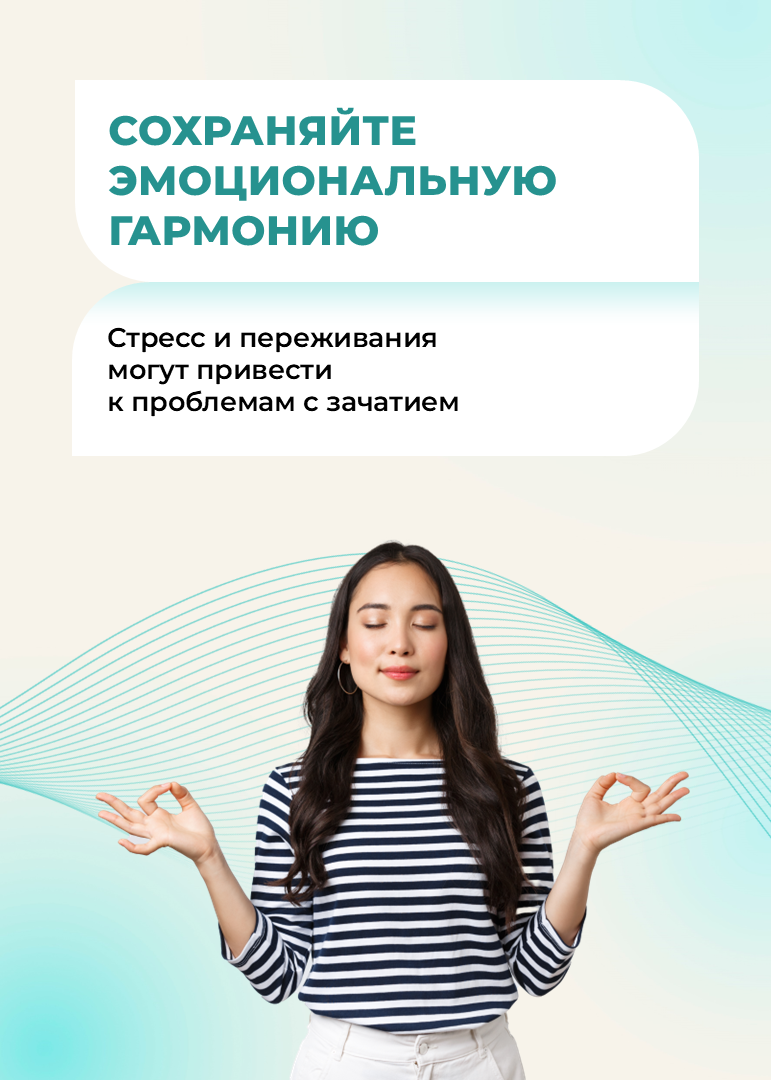 СОХРАНЯЙТЕ
ЭМОЦИОНАЛЬНУЮ
ГАРМОНИЮ
Стресс и переживания
могут привести
к проблемам с зачатием